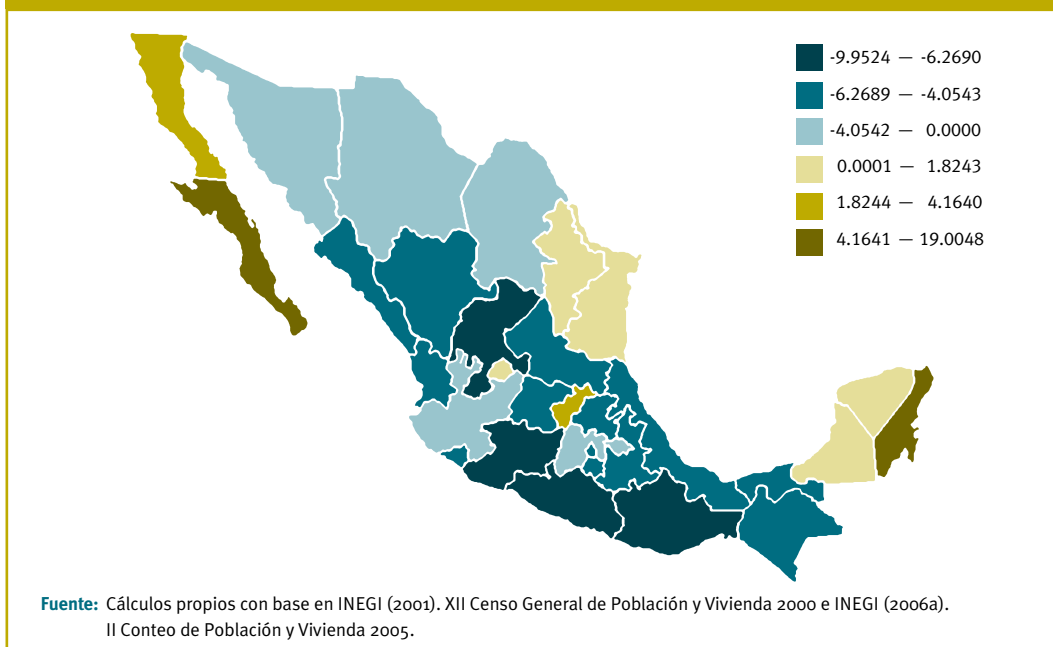 -9.9524 — -6.2690
-6.2689 — -4.0543
-4.0542 — 0.0000
0.0001 — 1.8243
1.8244 — 4.1640
4.1641 — 19.0048
Fuente: Cálculos propios con base en INEGI (2001). XII Censo General de Población y Vivienda 2000 e INEGI (2006a).
II Conteo de Población y Vivienda 2005.